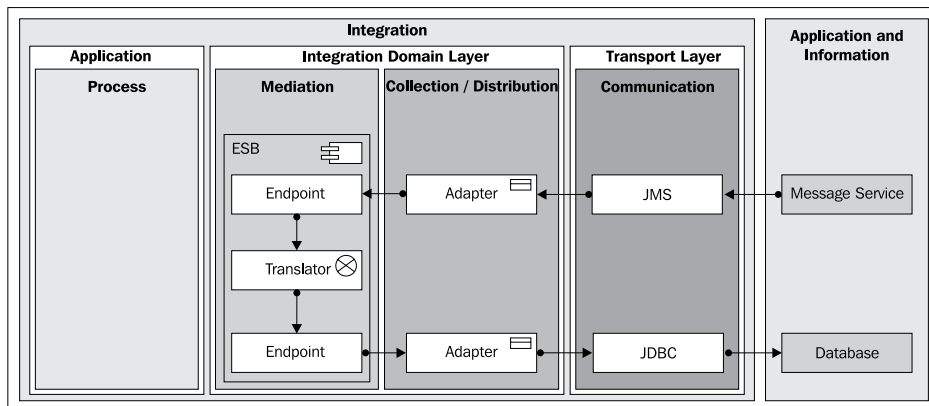 Integration
Application and
Information
Application
Integration Domain Layer
Transport Layer
Process
Mediation
Collection / Distribution
Communication
ESB
Endpoint
Adapter
JMS
Message Service
Translator
Endpoint
Adapter
JDBC
Database